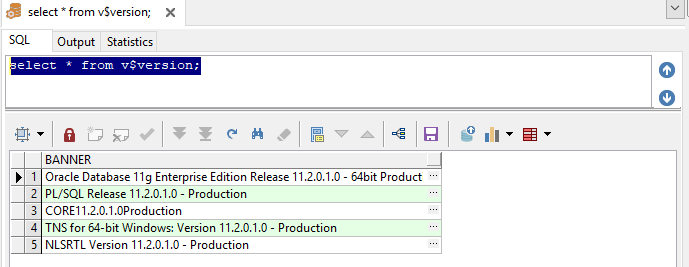 select * from v$version;
SQL
Output
Statistics
select * from v$version;
BANNER
1 Oracle Database 11g Enterprise Edition Release 11.2.0.1.0 - 64bit Product ...
2 PL/SQL Release 11.2.0.1.0 - Production ...
3 CORE11.2.0.1.0Production ...
4 TNS for 64-bit Windows: Version 11.2.0.1.0 - Production ...
5 NLSRTL Version 11.2.0.1.0 - Production ...